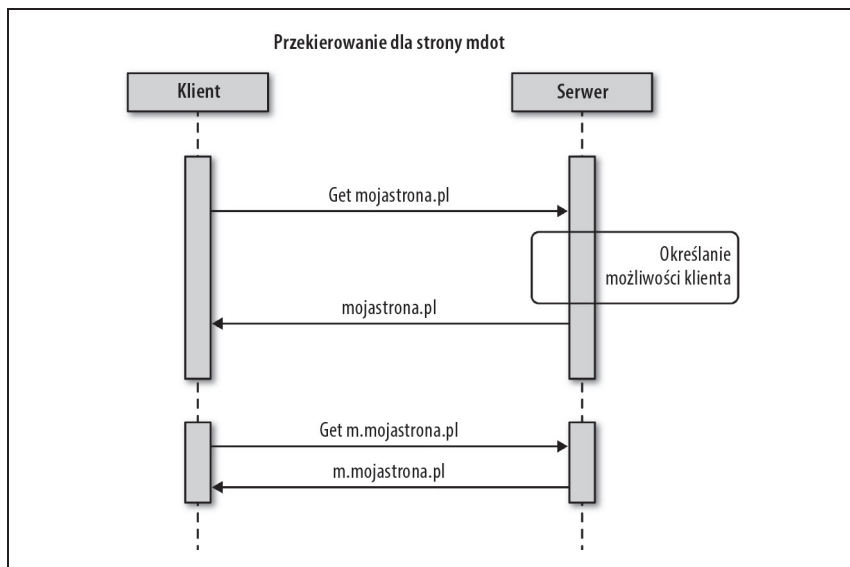 Przekierowanie dla strony mdot
Klient
Serwer
Get mojastrona.pl
Określanie
możliwości klienta
mojastrona.pl
Get m.mojastrona.pl
m.mojastrona.pl